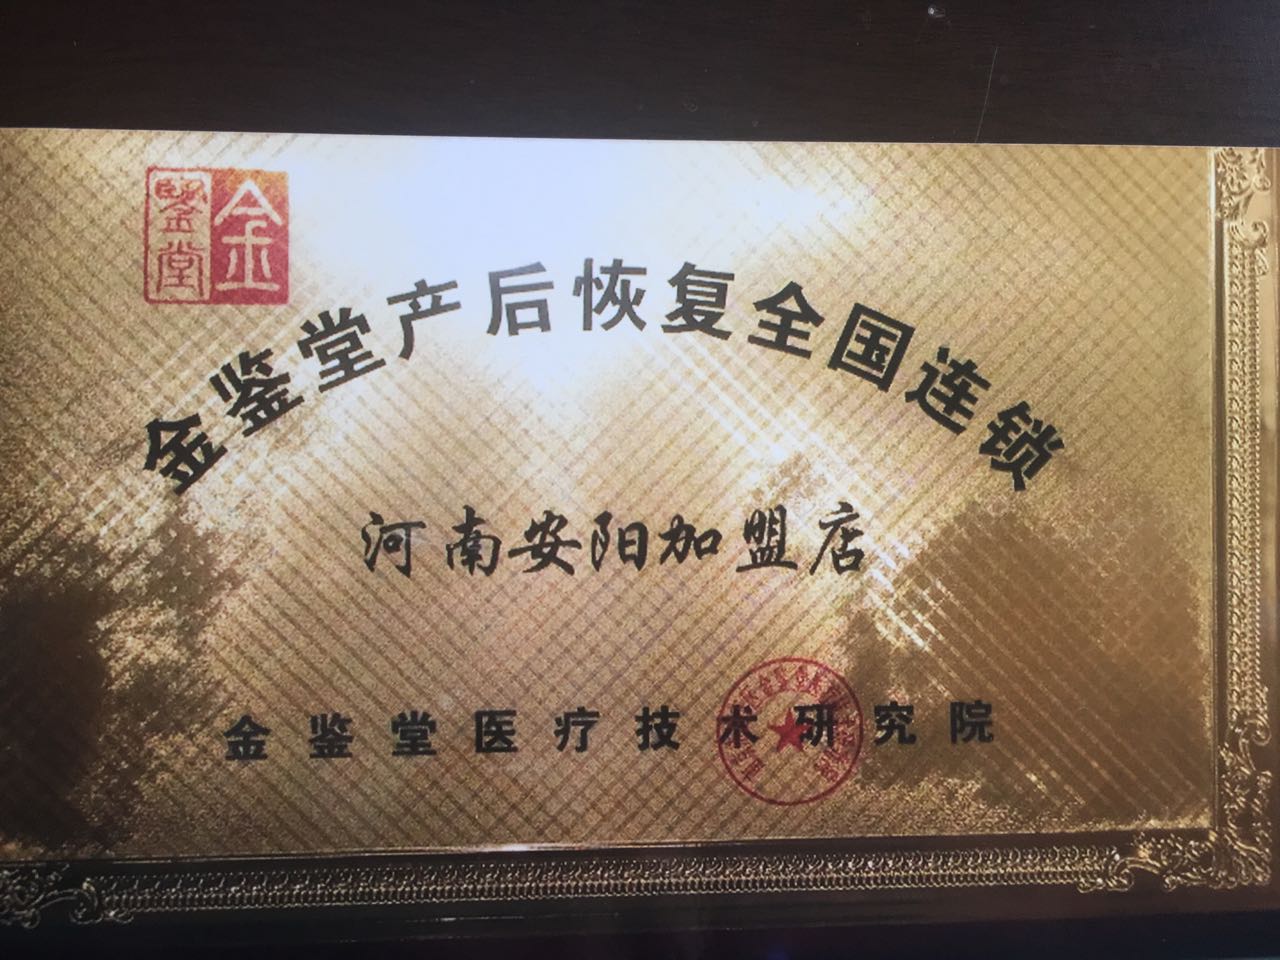 金鑒堂
金鉴堂产后恢复全国连锁
河南安阳加盟店
金鉴堂医疗技术研究院